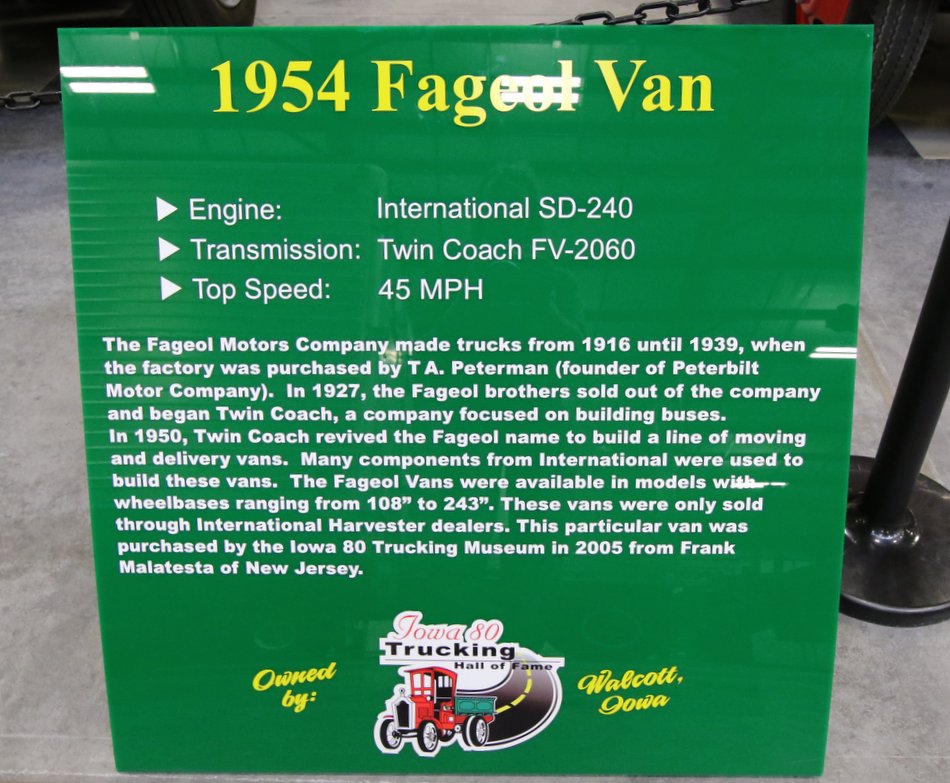 1954 Fageol Van
▶ Engine: International SD-240
▶ Transmission: Twin Coach FV-2060
▶ Top Speed: 45 MPH
The Fageol Motors Company made trucks from 1916 until 1939, when
the factory was purchased by T A. Peterman (founder of Peterbilt
Motor Company). In 1927, the Fageol brothers sold out of the company
and began Twin Coach, a company focused on building buses.
In 1950, Twin Coach revived the Fageol name to build a line of moving
and delivery vans. Many components from International were used to
build these vans. The Fageol Vans were available in models with
wheelbases ranging from 108” to 243”. These vans were only sold
through International Harvester dealers. This particular van was
purchased by the Iowa 80 Trucking Museum in 2005 from Frank
Malatesta of New Jersey.
Owned
by:
Iowa 80
Trucking
Hall of Fame
Walcott,
Iowa